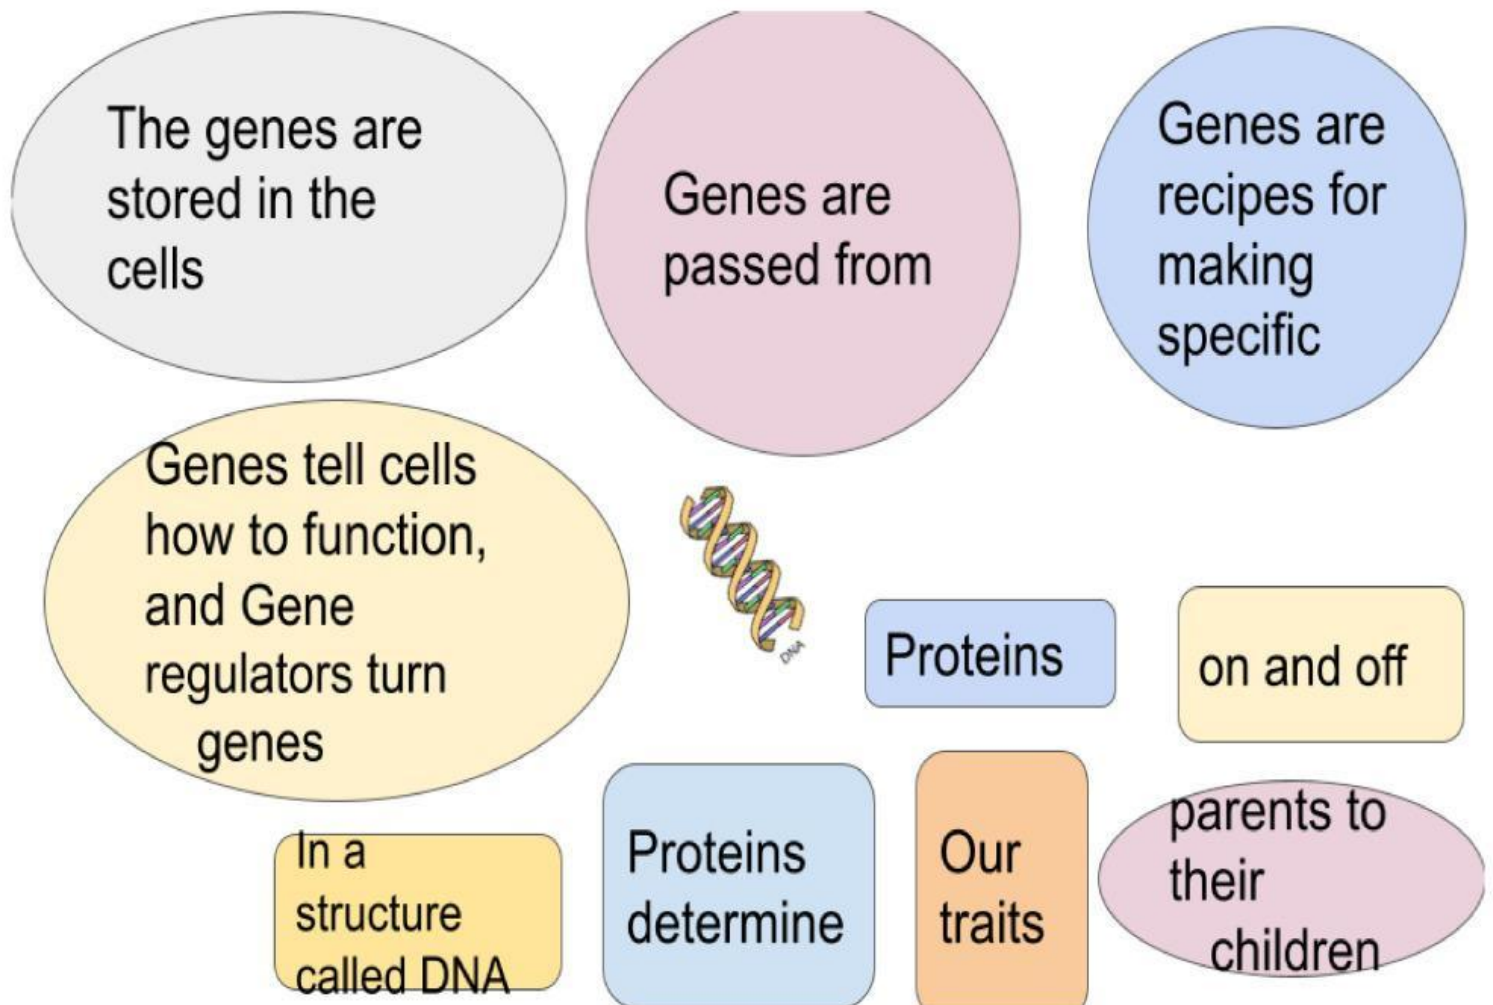 The genes are
stored in the
cells
Genes are
passed from
Genes are
recipes for
making
specific
Genes tell cells
how to function,
and Gene
regulators turn
genes
DNA
Proteins
on and off
In a
structure
called DNA
Proteins
determine
Our
traits
parents to
their
children